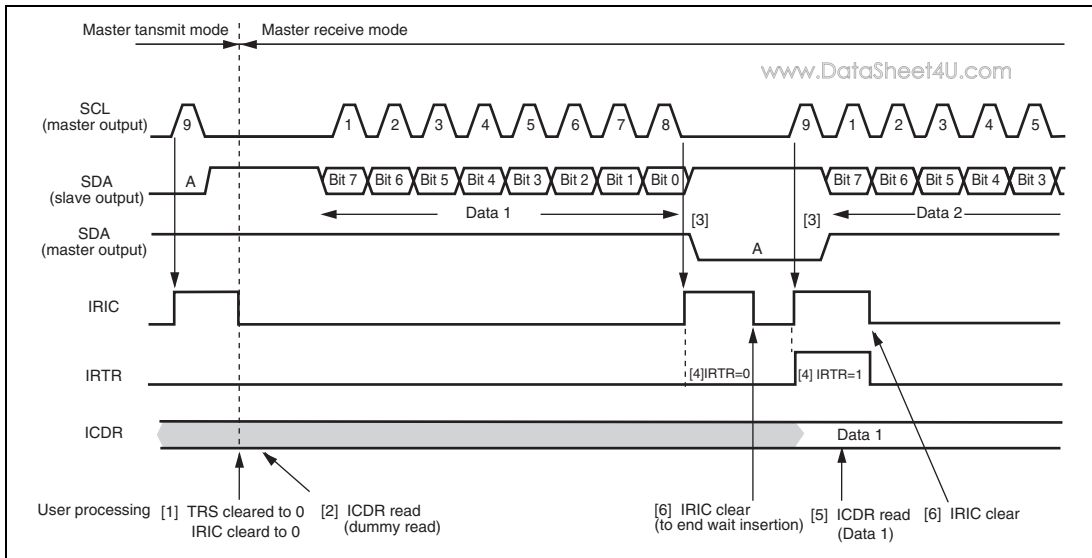 Master tansmit mode
Master receive mode
www.DataSheet4U.com
SCL
(master output)
9 1 2 3 4 5 6 7 8 9 1 2 3 4 5
SDA
(slave output)
A Bit 7 Bit 6 Bit 5 Bit 4 Bit 3 Bit 2 Bit 1 Bit 0 Bit 7 Bit 6 Bit 5 Bit 4 Bit 3
Data 1 [3] [3] Data 2
SDA
(master output)
A
IRIC
IRTR
[4]IRTR=0 [4] IRTR=1
ICDR
Data 1
User processing
[1] TRS cleared to 0
IRIC cleard to 0
[2] ICDR read
(dummy read)
[6] IRIC clear
(to end wait insertion)
[5] ICDR read
(Data 1)
[6] IRIC clear